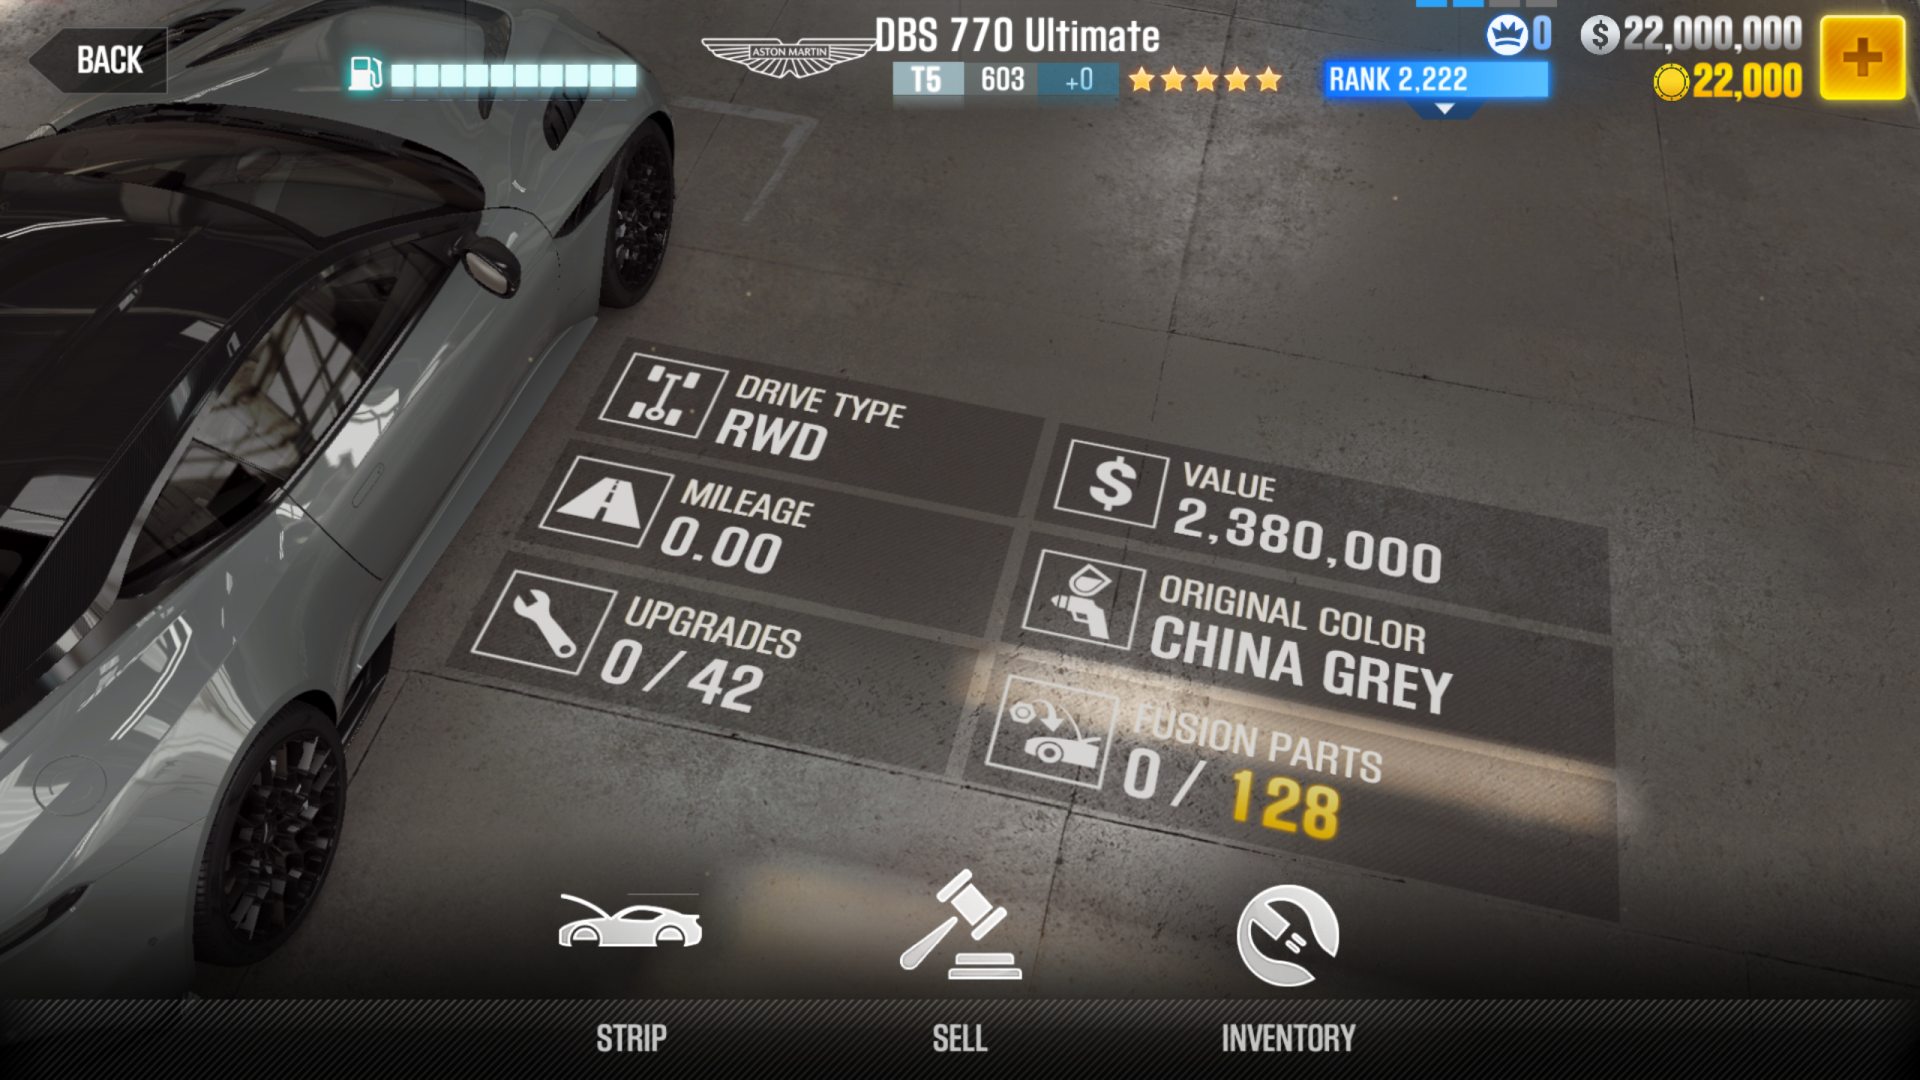 BACK
ASTON MARTIN
DBS 770 Ultimate
T5 603 +0
RANK 2,222
0
22,000,000
22,000
DRIVE TYPE
RWD
MILEAGE
0.00
UPGRADES
0/42
VALUE
2,380,000
ORIGINAL COLOR
CHINA GREY
FUSION PARTS
0/ 128
STRIP
SELL
INVENTORY